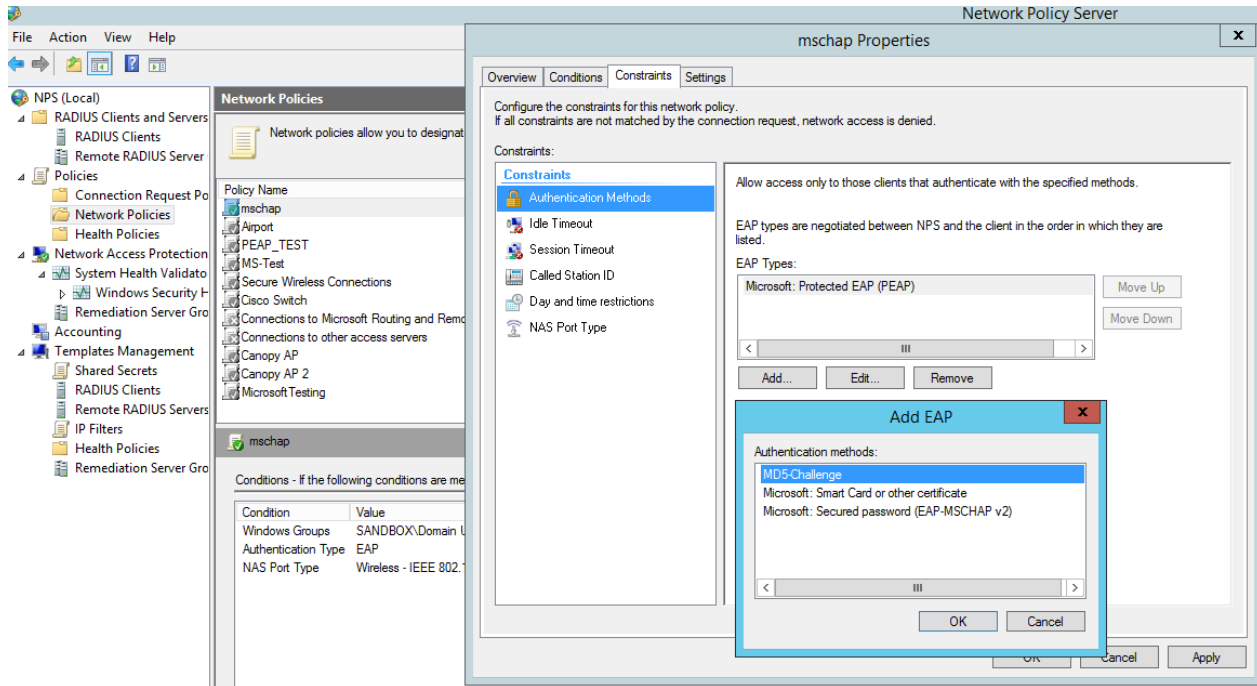 Network Policy Server
File Action View Help
NPS (Local)
RADIUS Clients and Servers
RADIUS Clients
Remote RADIUS Server
Policies
Connection Request Po
Network Policies
Health Policies
Network Access Protection
System Health Validato
Windows Security H
Remediation Server Gro
Accounting
Templates Management
Shared Secrets
RADIUS Clients
Remote RADIUS Servers
IP Filters
Health Policies
Remediation Server Gro
Network Policies
Network policies allow you to designat
Policy Name
mschap
Airport
PEAP_TEST
MS-Test
Secure Wireless Connections
Cisco Switch
Connections to Microsoft Routing and Remo
Connections to other access servers
Canopy AP
Canopy AP 2
MicrosoftTesting
mschap
Conditions - If the following conditions are me
Condition Value
Windows Groups SANDBOX\Domain U
Authentication Type EAP
NAS Port Type Wireless - IEEE 802.1
mschap Properties
x
Overview Conditions Constraints Settings
Configure the constraints for this network policy.
If all constraints are not matched by the connection request, network access is denied.
Constraints:
Constraints
Authentication Methods
Idle Timeout
Session Timeout
Called Station ID
Day and time restrictions
NAS Port Type
Allow access only to those clients that authenticate with the specified methods.
EAP types are negotiated between NPS and the client in the order in which they are
listed.
EAP Types:
Microsoft: Protected EAP (PEAP)
Move Up
Move Down
Add... Edit... Remove
Add EAP
x
Authentication methods:
MD5-Challenge
Microsoft: Smart Card or other certificate
Microsoft: Secured password (EAP-MSCHAP v2)
OK Cancel
OK Cancel Apply